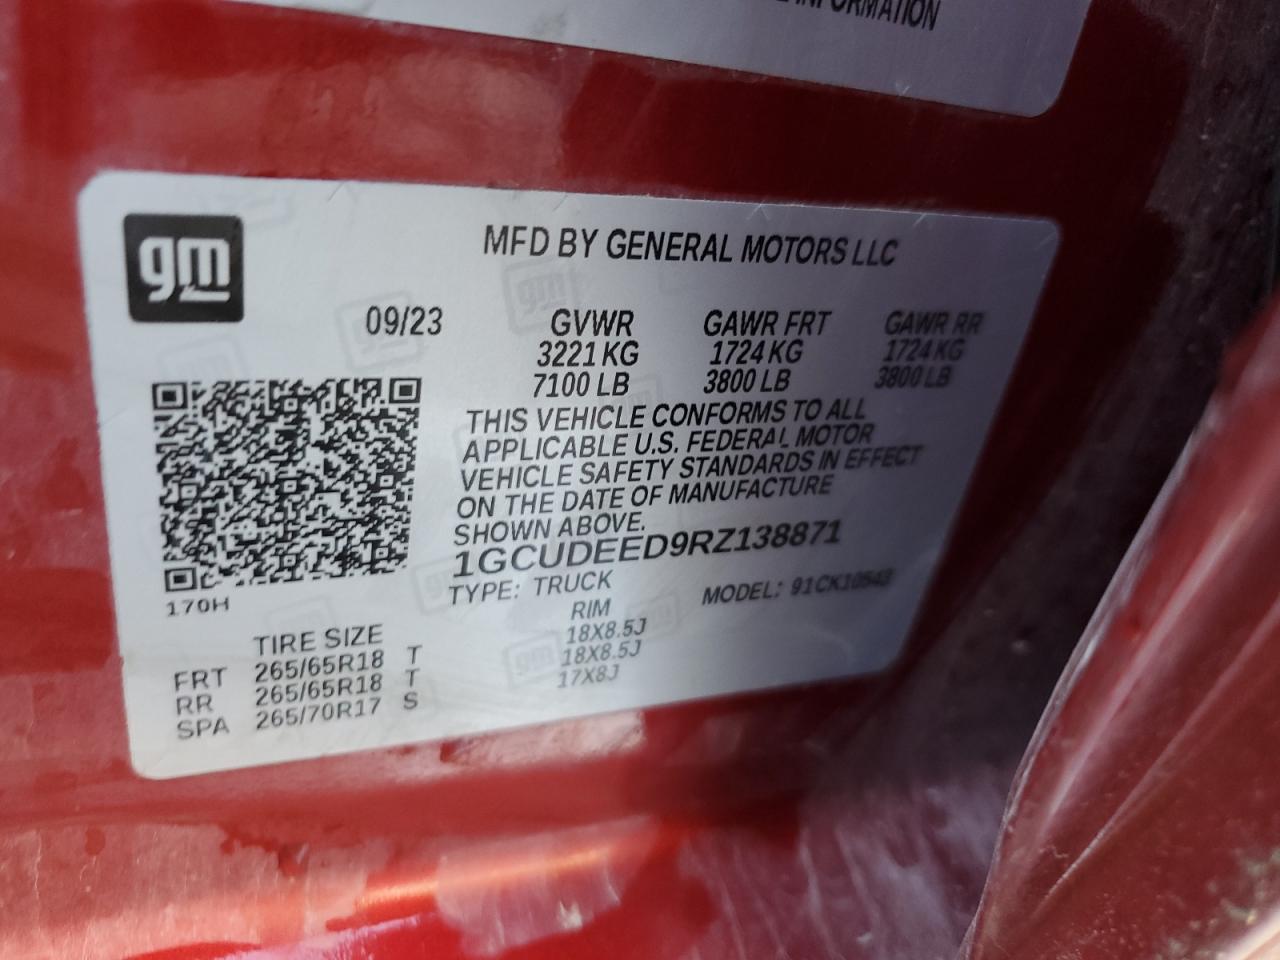 INFORMATION
gm
MFD BY GENERAL MOTORS LLC
09/23 GVWR GAWR FRT GAWR RR
3221 KG 1724 KG 1724 KG
7100 LB 3800 LB 3800 LB
THIS VEHICLE CONFORMS TO ALL
APPLICABLE U.S. FEDERAL MOTOR
VEHICLE SAFETY STANDARDS IN EFFECT
ON THE DATE OF MANUFACTURE
SHOWN ABOVE.
1GCUDEED9RZ138871
TYPE: TRUCK MODEL: 91CK10543
170H
TIRE SIZE RIM
FRT 265/65R18 T 18X8.5J
RR 265/65R18 T 18X8.5J
SPA 265/70R17 S 17X8J